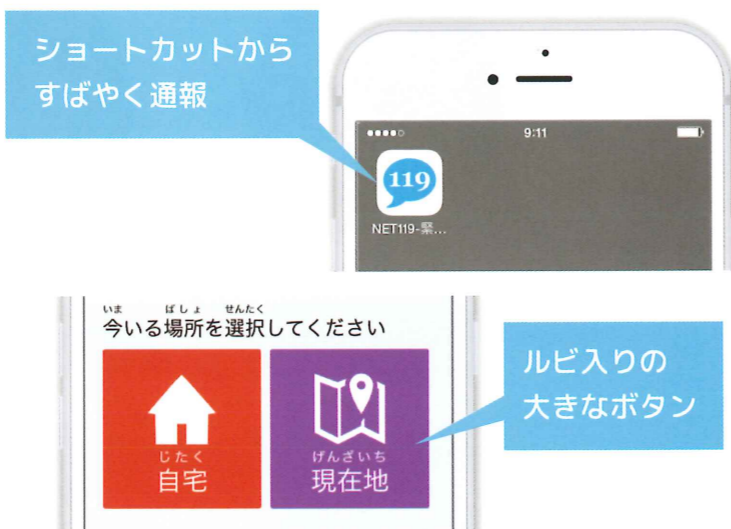 ショートカットから
すばやく通報
9:11
119
NET119-緊...
いま ばしょ せんたく
今いる場所を選択してください
じたく
自宅
げんざいち
現在地
ルビ入りの
大きなボタン